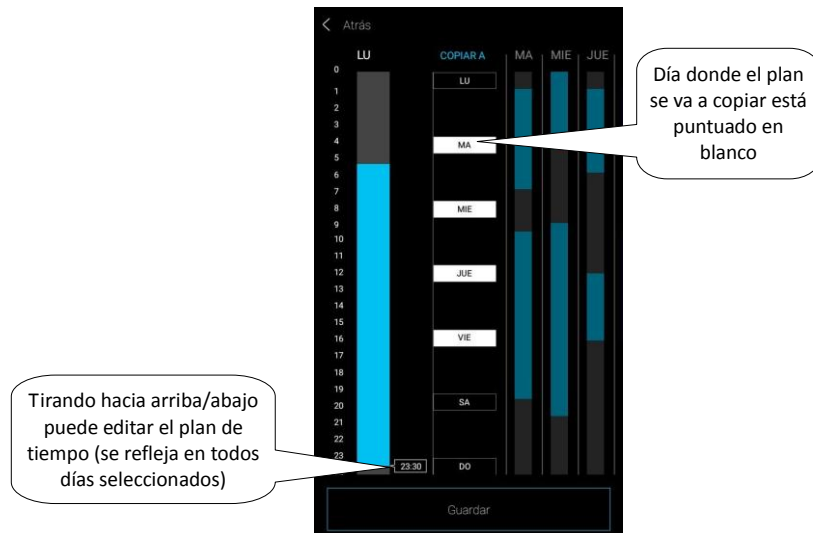 Atrás
LU COPIAR A MA MIE JUE
0
1
2
3
4
5
6
7
8
9
10
11
12
13
14
15
16
17
18
19
20
21
22
23
LU
MA
MIE
JUE
VIE
SA
DO
23:30
Guardar
Día donde el plan
se va a copiar está
puntuado en
blanco
Tirando hacia arriba/abajo
puede editar el plan de
tiempo (se refleja en todos
días seleccionados)